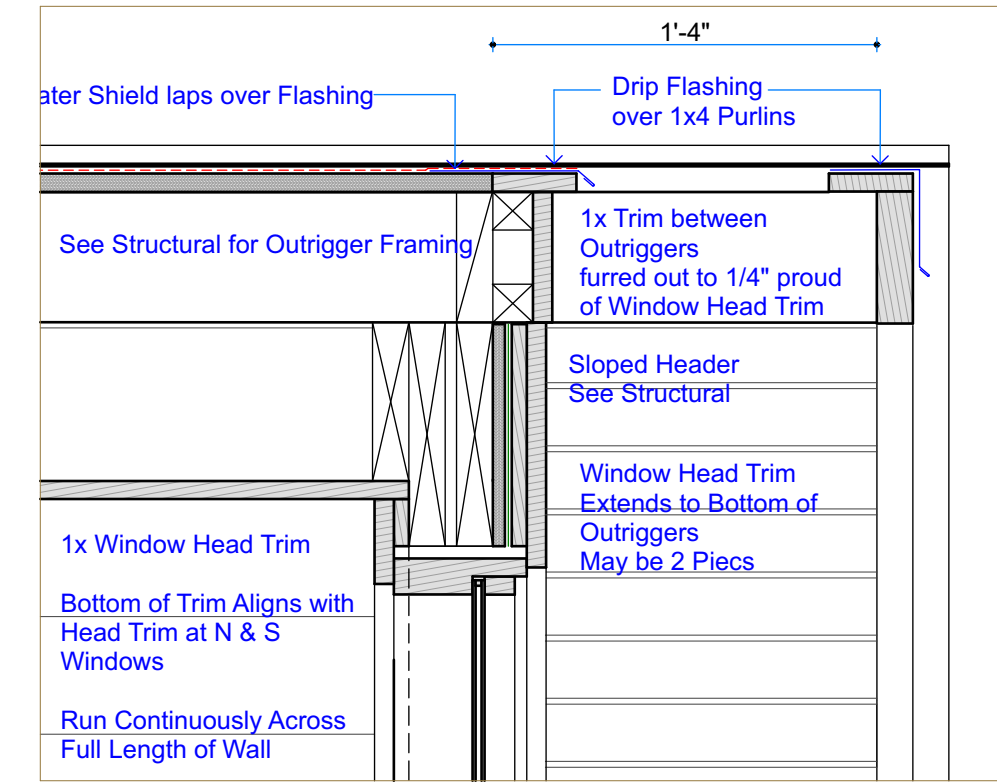 1'-4"
ater Shield laps over Flashing
Drip Flashing
over 1x4 Purlins
See Structural for Outrigger Framing
1x Trim between
Outriggers
furred out to 1/4" proud
of Window Head Trim
Sloped Header
See Structural
Window Head Trim
Extends to Bottom of
Outriggers
May be 2 Piecs
1x Window Head Trim
Bottom of Trim Aligns with
Head Trim at N & S
Windows
Run Continuously Across
Full Length of Wall